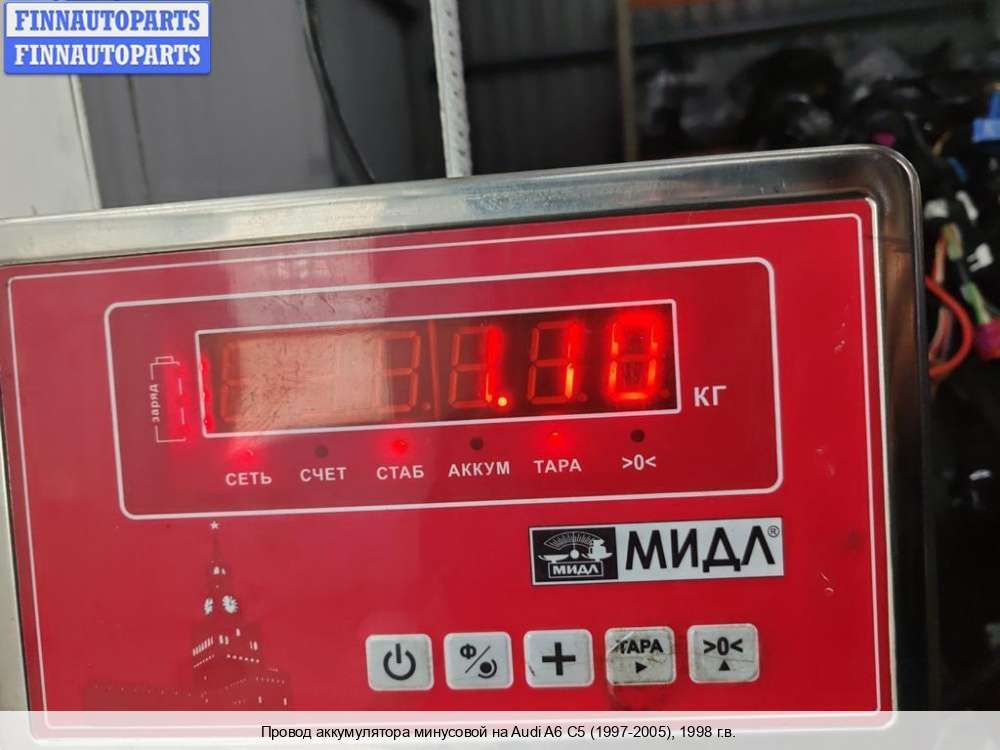 FINNAUTOPARTS
FINNAUTOPARTS
заряд
1.10
КГ
СЕТЬ СЧЕТ СТАБ АККУМ ТАРА >0<
МИДЛ МИДЛ®
Ф ТАРА >0<
Провод аккумулятора минусовой на Audi A6 C5 (1997-2005), 1998 г.в.